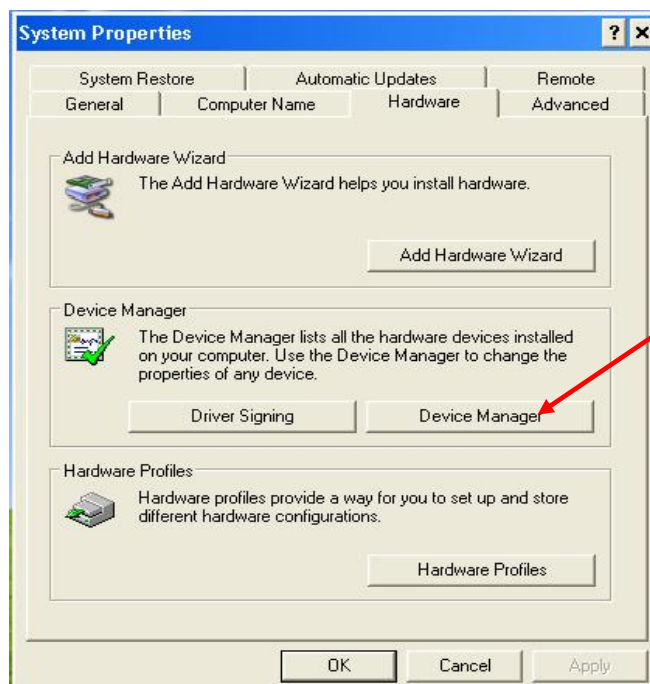 System Properties
System Restore Automatic Updates Remote
General Computer Name Hardware Advanced
Add Hardware Wizard
The Add Hardware Wizard helps you install hardware.
Add Hardware Wizard
Device Manager
The Device Manager lists all the hardware devices installed
on your computer. Use the Device Manager to change the
properties of any device.
Driver Signing Device Manager
Hardware Profiles
Hardware profiles provide a way for you to set up and store
different hardware configurations.
Hardware Profiles
OK Cancel Apply